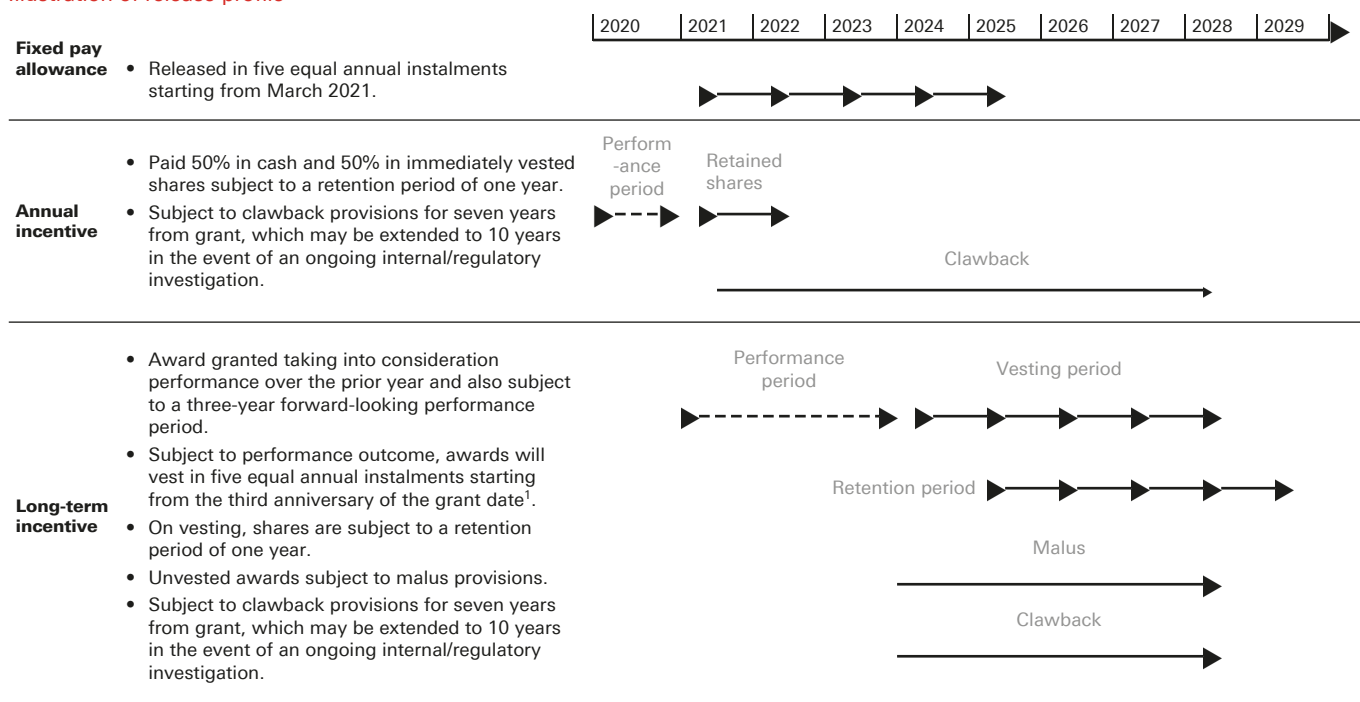 Illustration of release profile
2020 2021 2022 2023 2024 2025 2026 2027 2028 2029
Fixed pay
allowance
• Released in five equal annual instalments
starting from March 2021.
Annual
incentive
• Paid 50% in cash and 50% in immediately vested
shares subject to a retention period of one year.
• Subject to clawback provisions for seven years
from grant, which may be extended to 10 years
in the event of an ongoing internal/regulatory
investigation.
Perform
-ance
period
Retained
shares
Clawback
Long-term
incentive
• Award granted taking into consideration
performance over the prior year and also subject
to a three-year forward-looking performance
period.
• Subject to performance outcome, awards will
vest in five equal annual instalments starting
from the third anniversary of the grant date1.
• On vesting, shares are subject to a retention
period of one year.
• Unvested awards subject to malus provisions.
• Subject to clawback provisions for seven years
from grant, which may be extended to 10 years
in the event of an ongoing internal/regulatory
investigation.
Performance
period
Vesting period
Retention period
Malus
Clawback